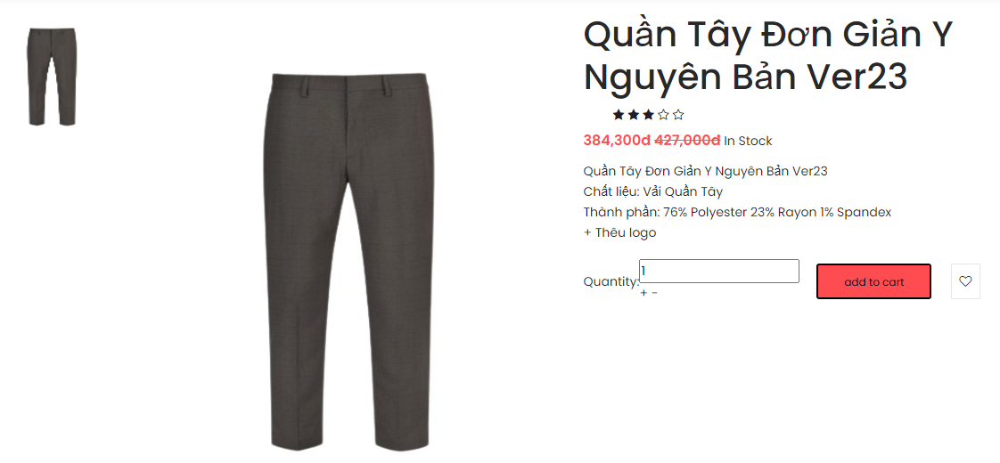 Quần Tây Đơn Giản Y
Nguyên Bản Ver23
384,300đ 427,000đ In Stock
Quần Tây Đơn Giản Y Nguyên Bản Ver23
Chất liệu: Vải Quần Tây
Thành phần: 76% Polyester 23% Rayon 1% Spandex
+ Thêu logo
Quantity: 1 add to cart
+ -